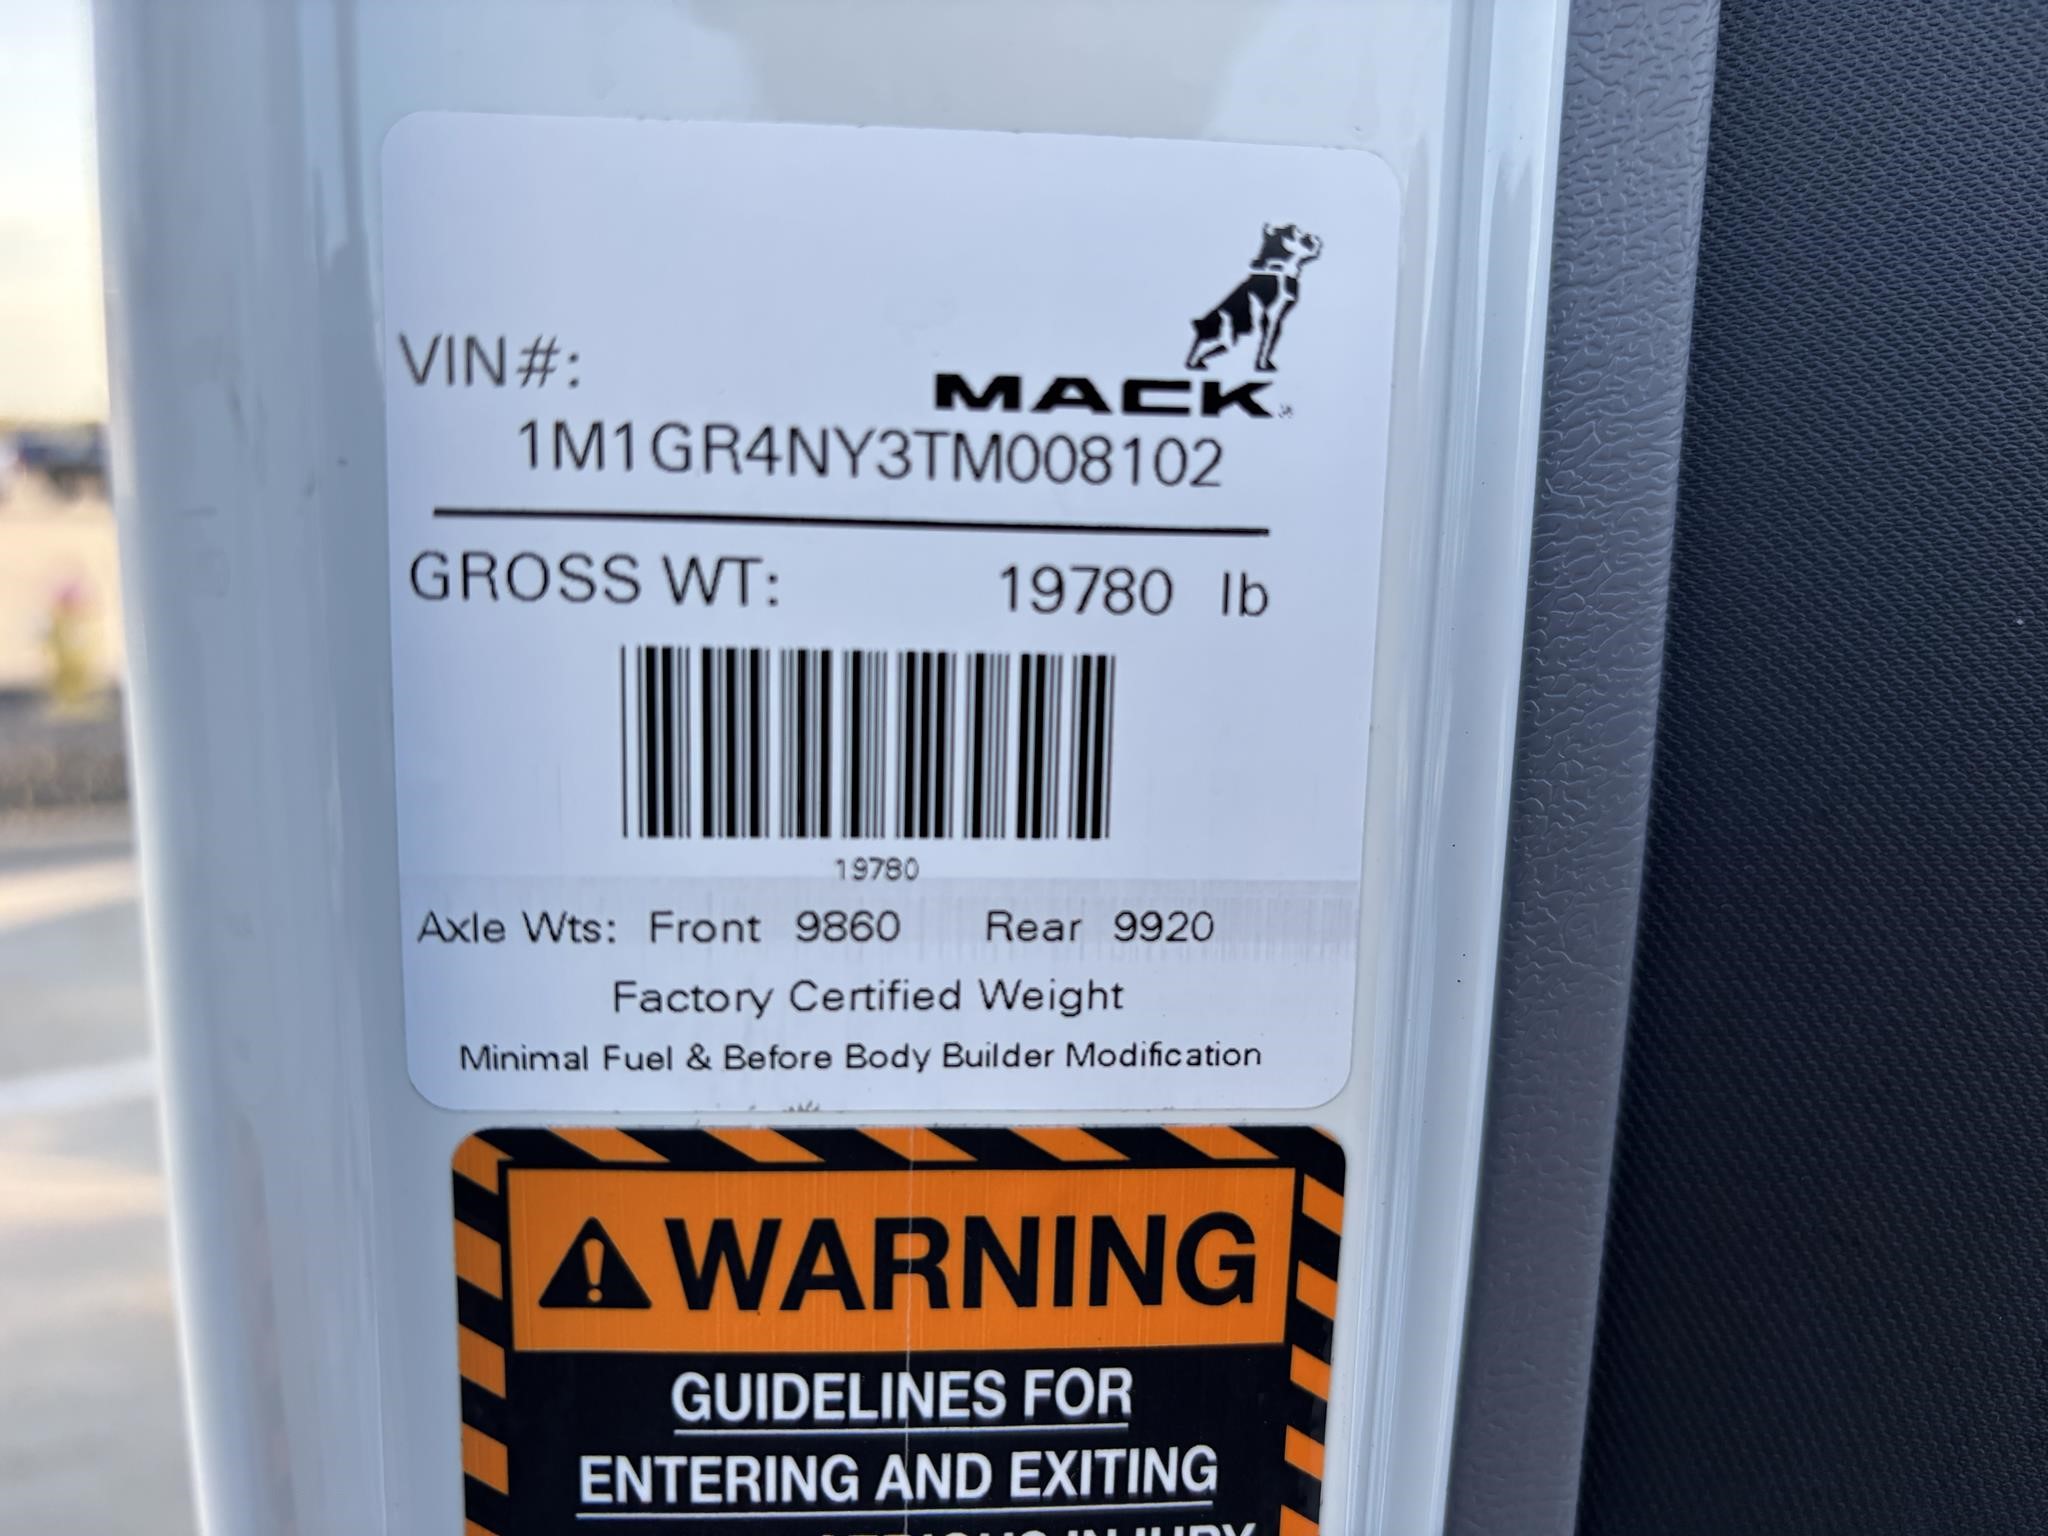 VIN#:
MACK
1M1GR4NY3TM008102
GROSS WT: 19780 lb
19780
Axle Wts: Front 9860 Rear 9920
Factory Certified Weight
Minimal Fuel & Before Body Builder Modification
WARNING
GUIDELINES FOR
ENTERING AND EXITING
INJURY